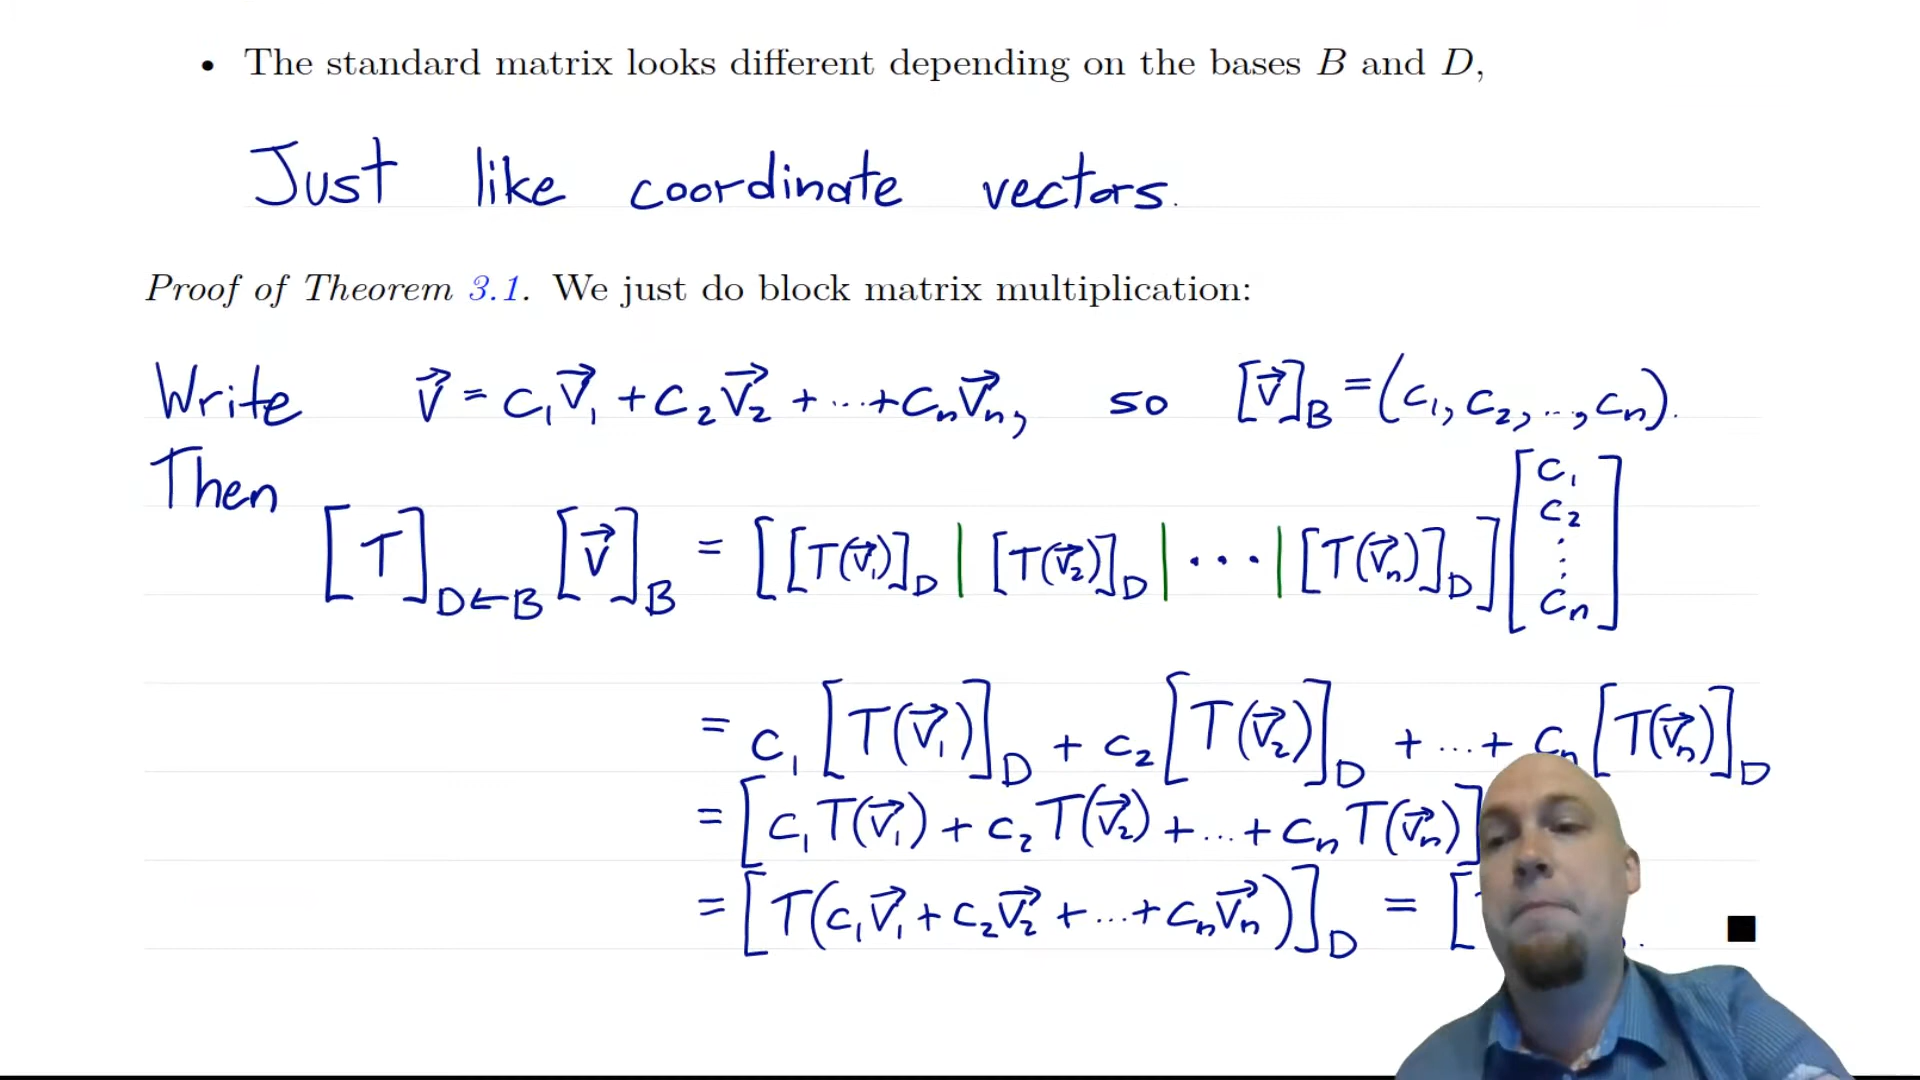 • The standard matrix looks different depending on the bases B and D,
Just like coordinate vectors.
Proof of Theorem 3.1. We just do block matrix multiplication:
Write v⃗ = c₁v⃗₁ + c₂v⃗₂ + ... + cₙv⃗ₙ, so [v⃗]_B = (c₁, c₂, ..., cₙ).
Then
[T]_D←B [v⃗]_B = [[T(v⃗₁)]_D | [T(v⃗₂)]_D | ··· | [T(v⃗ₙ)]_D] [c₁ c₂ ⋮ cₙ]
= c₁[T(v⃗₁)]_D + c₂[T(v⃗₂)]_D + ... + cₙ[T(v⃗ₙ)]_D
= [c₁T(v⃗₁) + c₂T(v⃗₂) + ... + cₙT(v⃗ₙ)]
= [T(c₁v⃗₁ + c₂v⃗₂ + ... + cₙv⃗ₙ)]_D = [ . ■